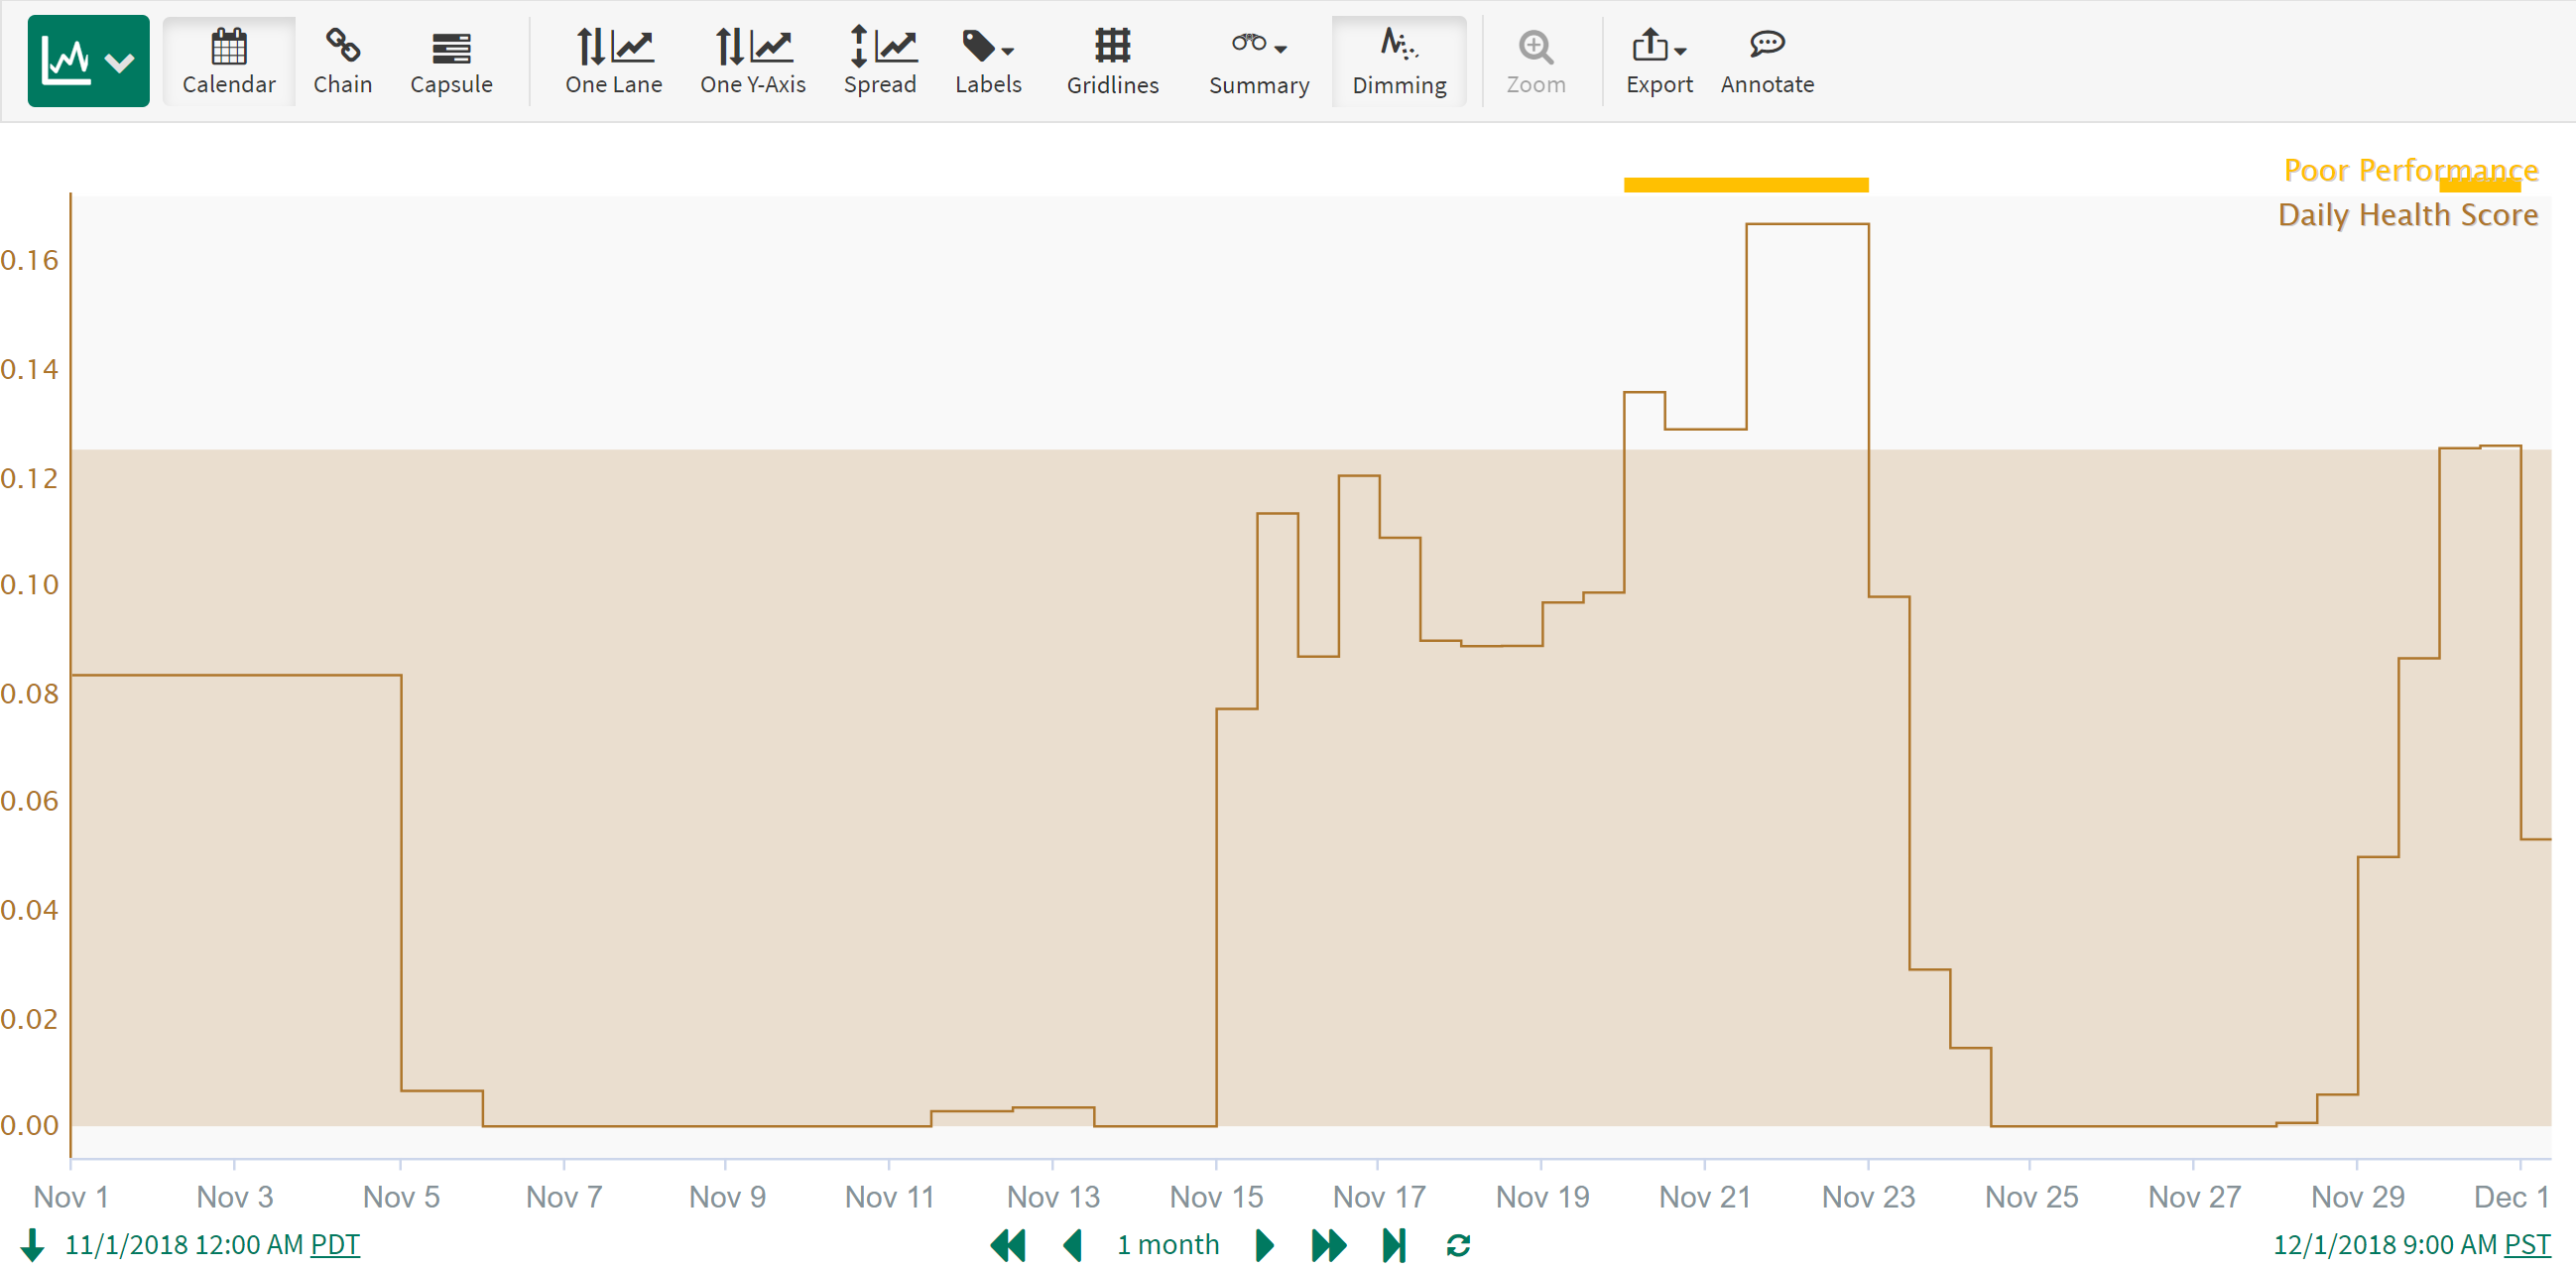 Calendar Chain Capsule One Lane One Y-Axis Spread Labels Gridlines Summary Dimming Zoom Export Annotate
Poor Performance
Daily Health Score
0.16
0.14
0.12
0.10
0.08
0.06
0.04
0.02
0.00
Nov 1 Nov 3 Nov 5 Nov 7 Nov 9 Nov 11 Nov 13 Nov 15 Nov 17 Nov 19 Nov 21 Nov 23 Nov 25 Nov 27 Nov 29 Dec 1
11/1/2018 12:00 AM PDT 1 month 12/1/2018 9:00 AM PST